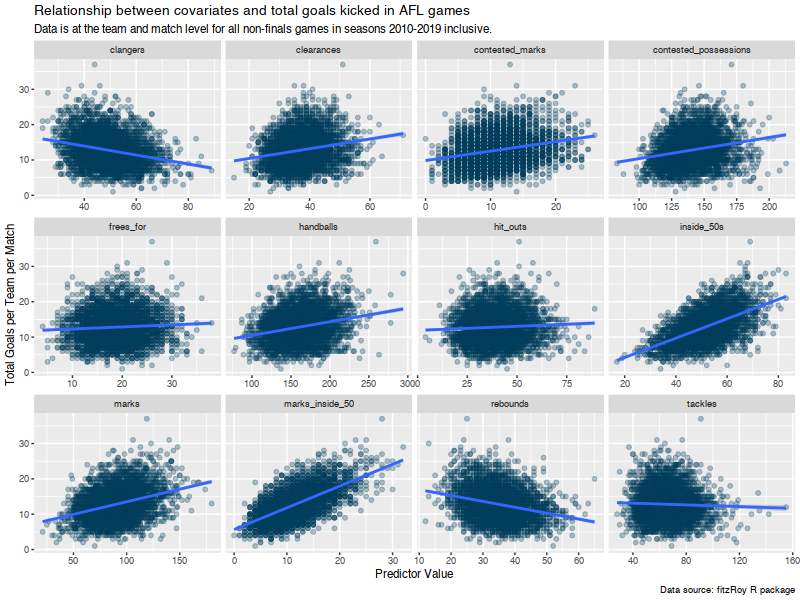 Relationship between covariates and total goals kicked in AFL games
Data is at the team and match level for all non-finals games in seasons 2010-2019 inclusive.
clangers clearances contested_marks contested_possessions
30
20
10
0
40 60 80 20 40 60 0 10 20 100 125 150 175 200
frees_for handballs hit_outs inside_50s
30
20
10
0
10 20 30 100 150 200 250 300 25 50 75 20 40 60 80
marks marks_inside_50 rebounds tackles
30
20
10
0
50 100 150 0 10 20 30 10 20 30 40 50 60 40 80 120 160
Total Goals per Team per Match
Predictor Value
Data source: fitzRoy R package